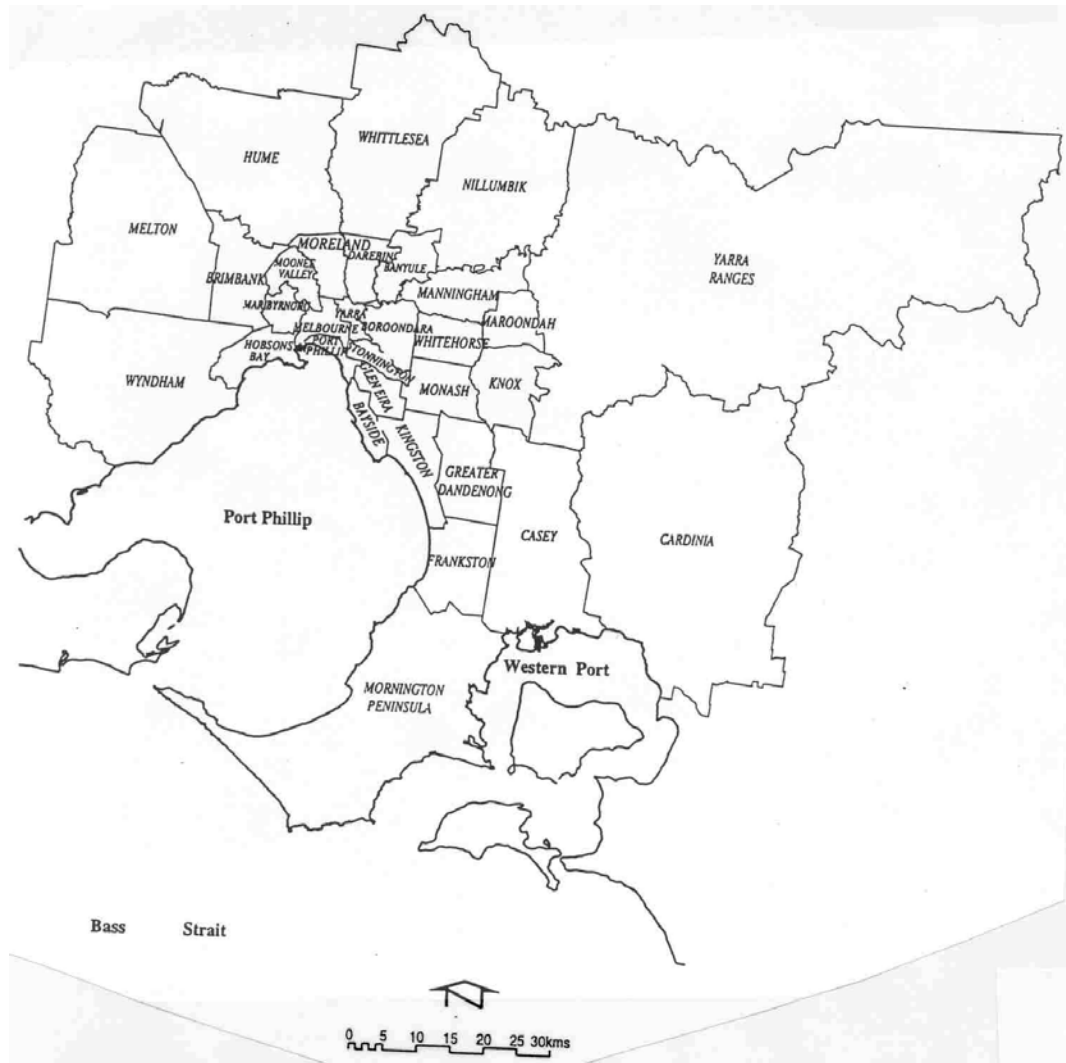 WHITTLESEA
HUME
NILLUMBIK
MELTON
MORELAND
DAREBIN
MOONEE
VALLEY
BANYULE
YARRA
RANGES
BRIMBANK
MANNINGHAM
MARIBYRNONG
YARRA
MAROONDAH
MELBOURNE
BOROONDARA
WHITEHORSE
HOBSONS
BAY
PORT
PHILLIP
STONNINGTON
WYNDHAM
GLEN EIRA
MONASH
KNOX
BAYSIDE
KINGSTON
GREATER
DANDENONG
Port Phillip
CASEY
CARDINIA
FRANKSTON
Western Port
MORNINGTON
PENINSULA
Bass Strait
0 5 10 15 20 25 30kms